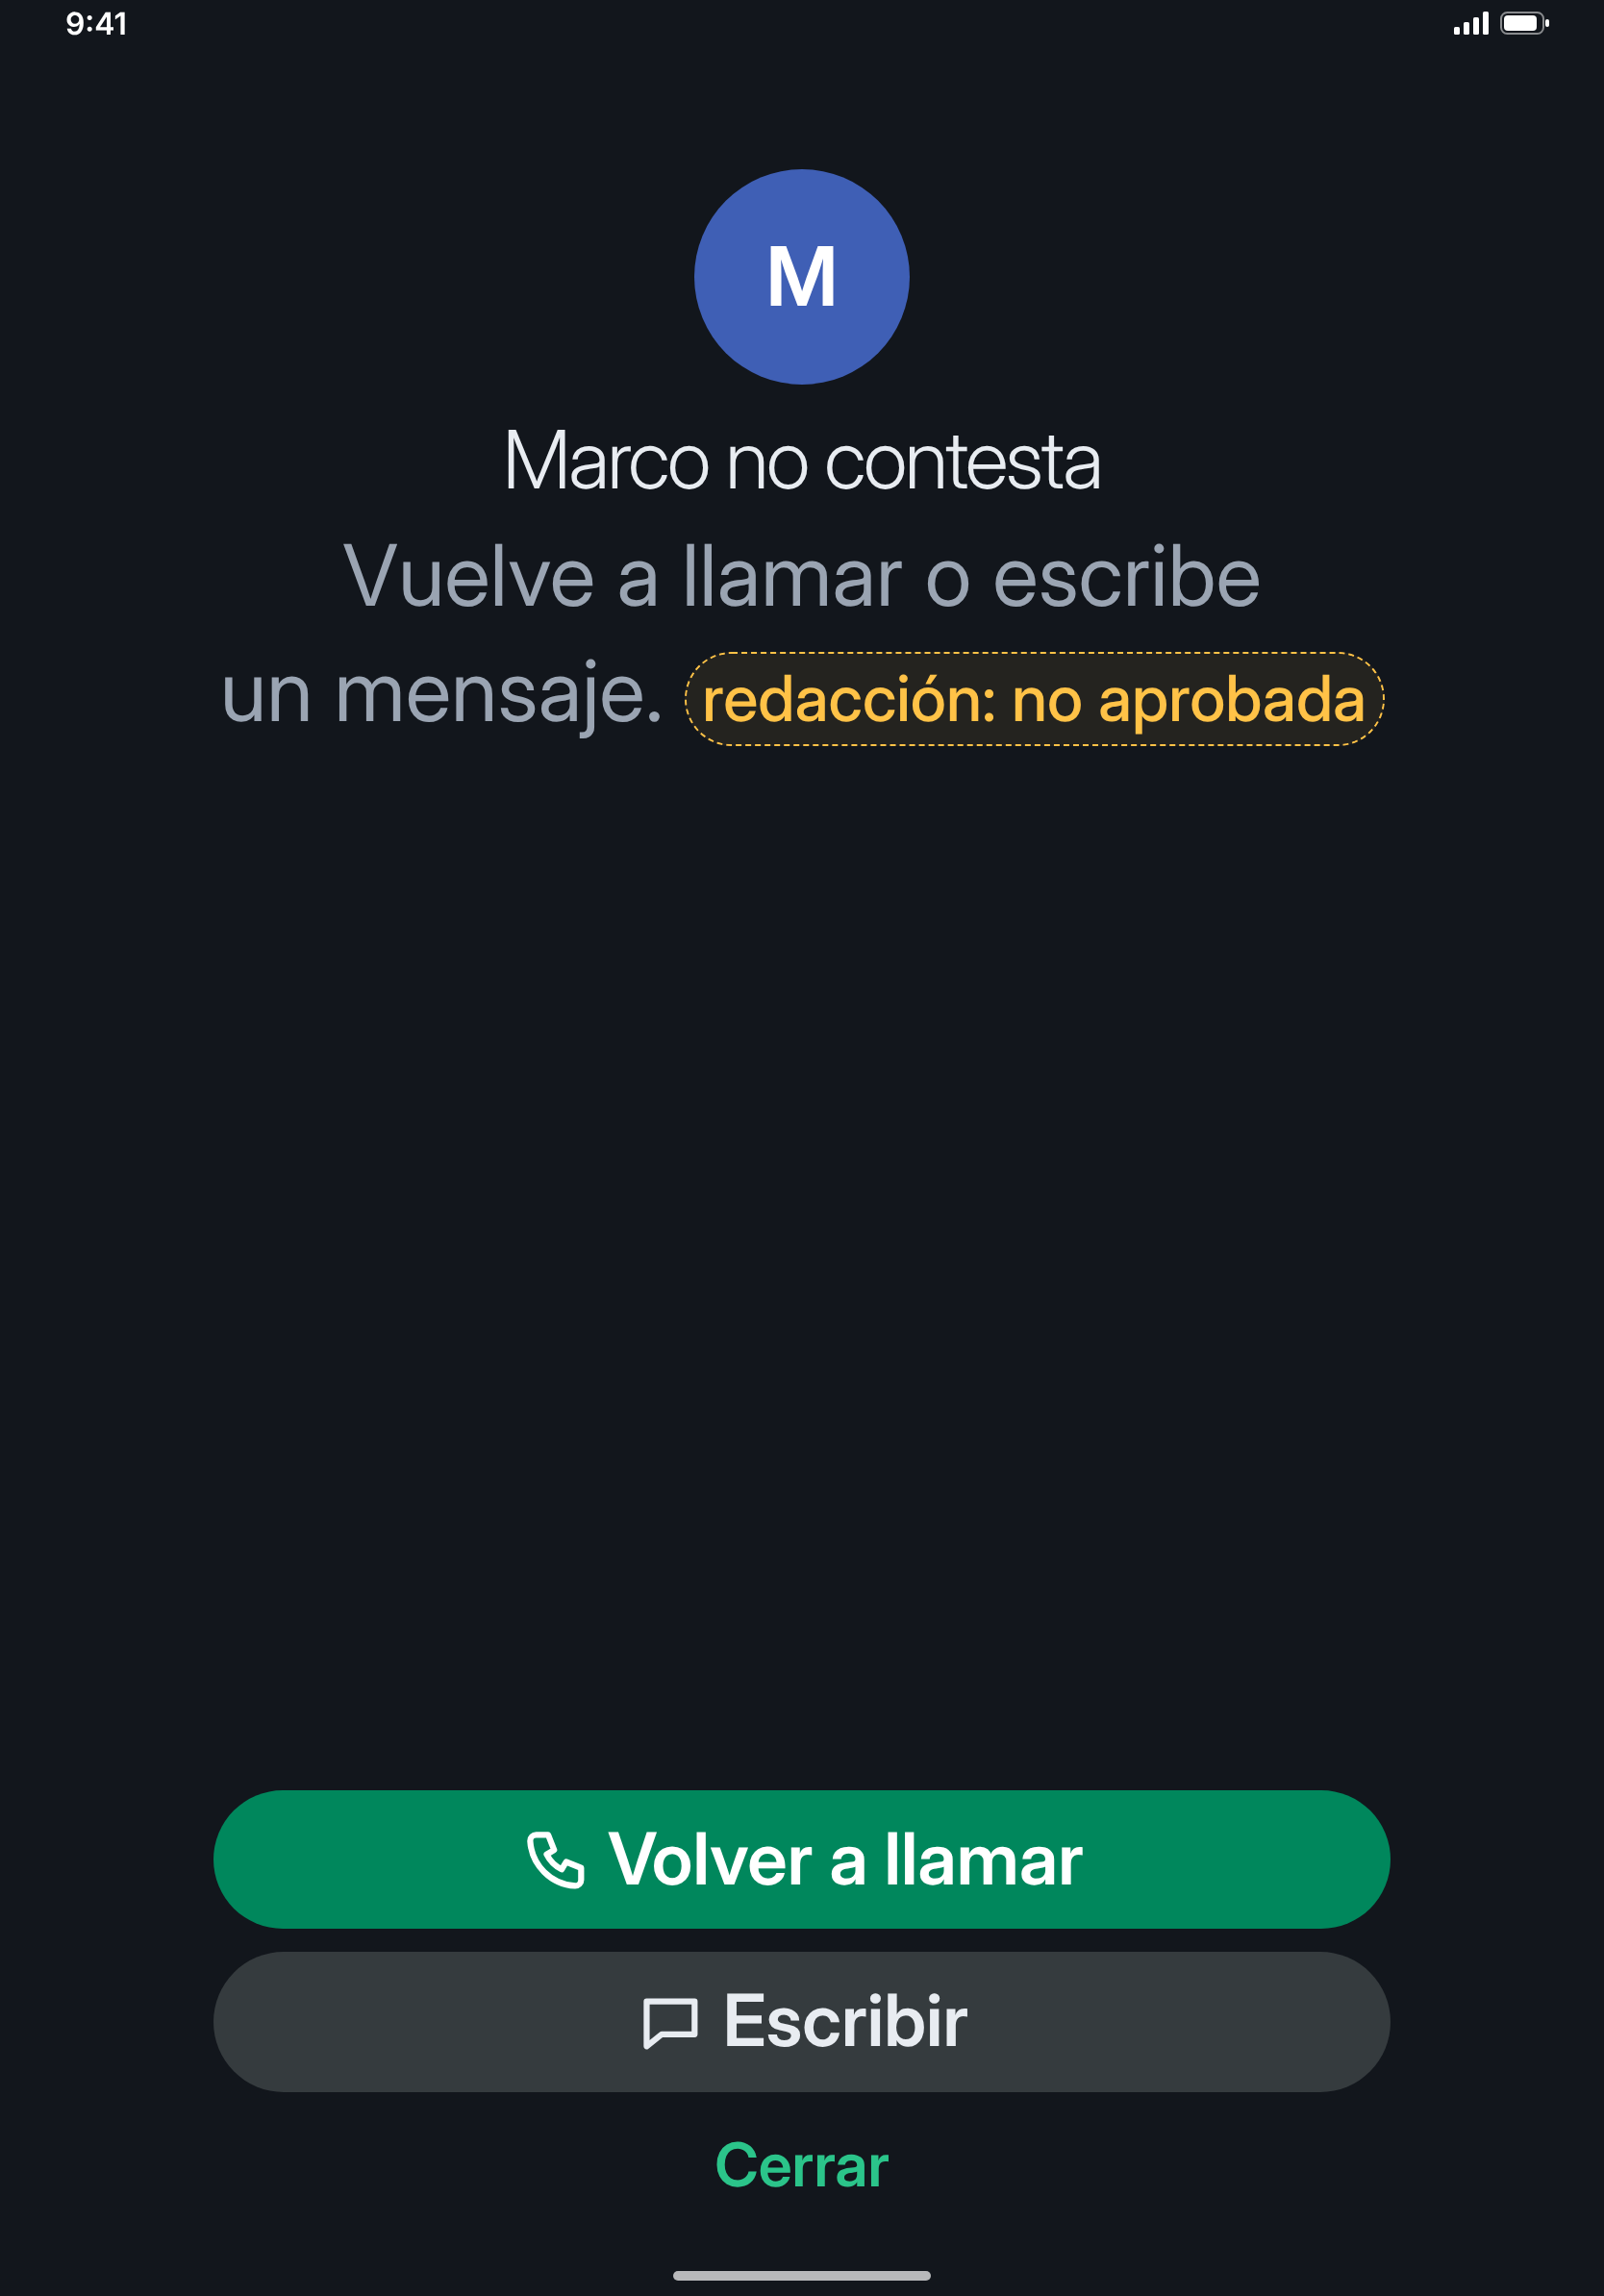 9:41
M
Marco no contesta
Vuelve a llamar o escribe
un mensaje. redacción: no aprobada
Volver a llamar
Escribir
Cerrar